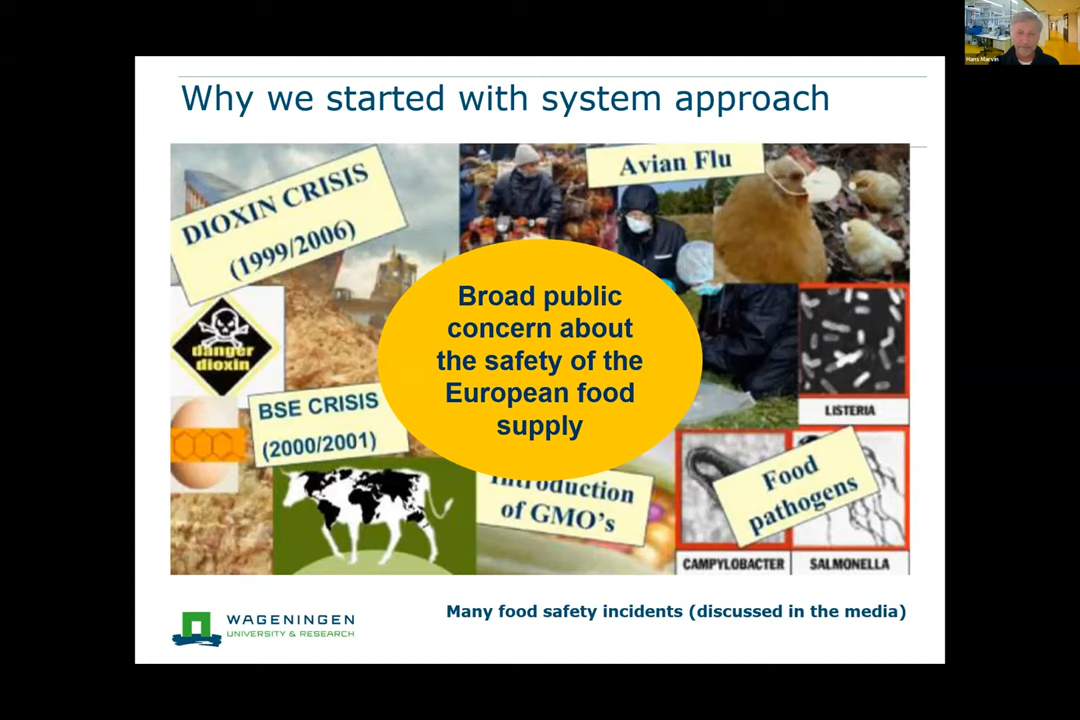 Hans Marvin
Why we started with system approach
DIOXIN CRISIS
(1999/2006)
Avian Flu
danger
dioxin
Broad public
concern about
the safety of the
European food
supply
LISTERIA
BSE CRISIS
(2000/2001)
Introduction
of GMO's
Food
pathogens
CAMPYLOBACTER
SALMONELLA
Many food safety incidents (discussed in the media)
WAGENINGEN
UNIVERSITY & RESEARCH